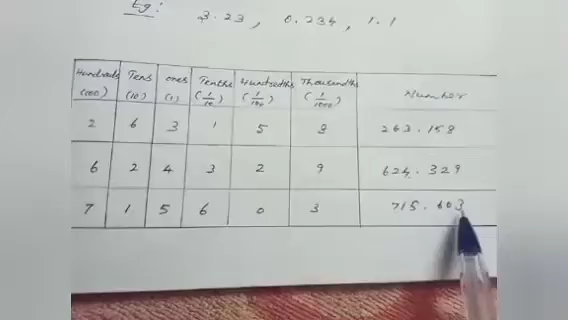 Eg: 3.23, 0.234, 1.1
Hundreds (100) Tens (10) ones (1) Tenths (1/10) Hundredths (1/100) Thousandths (1/1000) Number
2 6 3 1 5 8 263.158
6 2 4 3 2 9 624.329
7 1 5 6 0 3 715.603